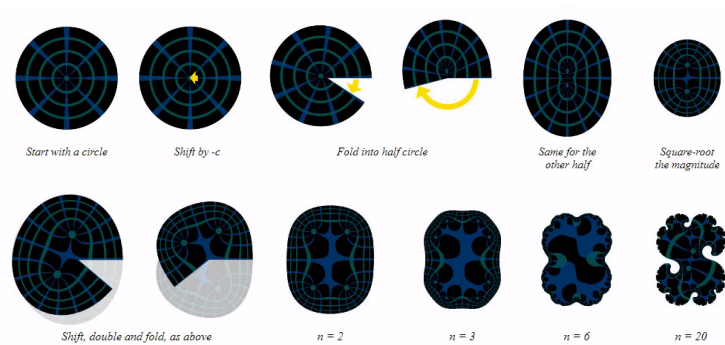 Start with a circle
Shift by -c
Fold into half circle
Same for the
other half
Square-root
the magnitude
Shift, double and fold, as above
n = 2
n = 3
n = 6
n = 20